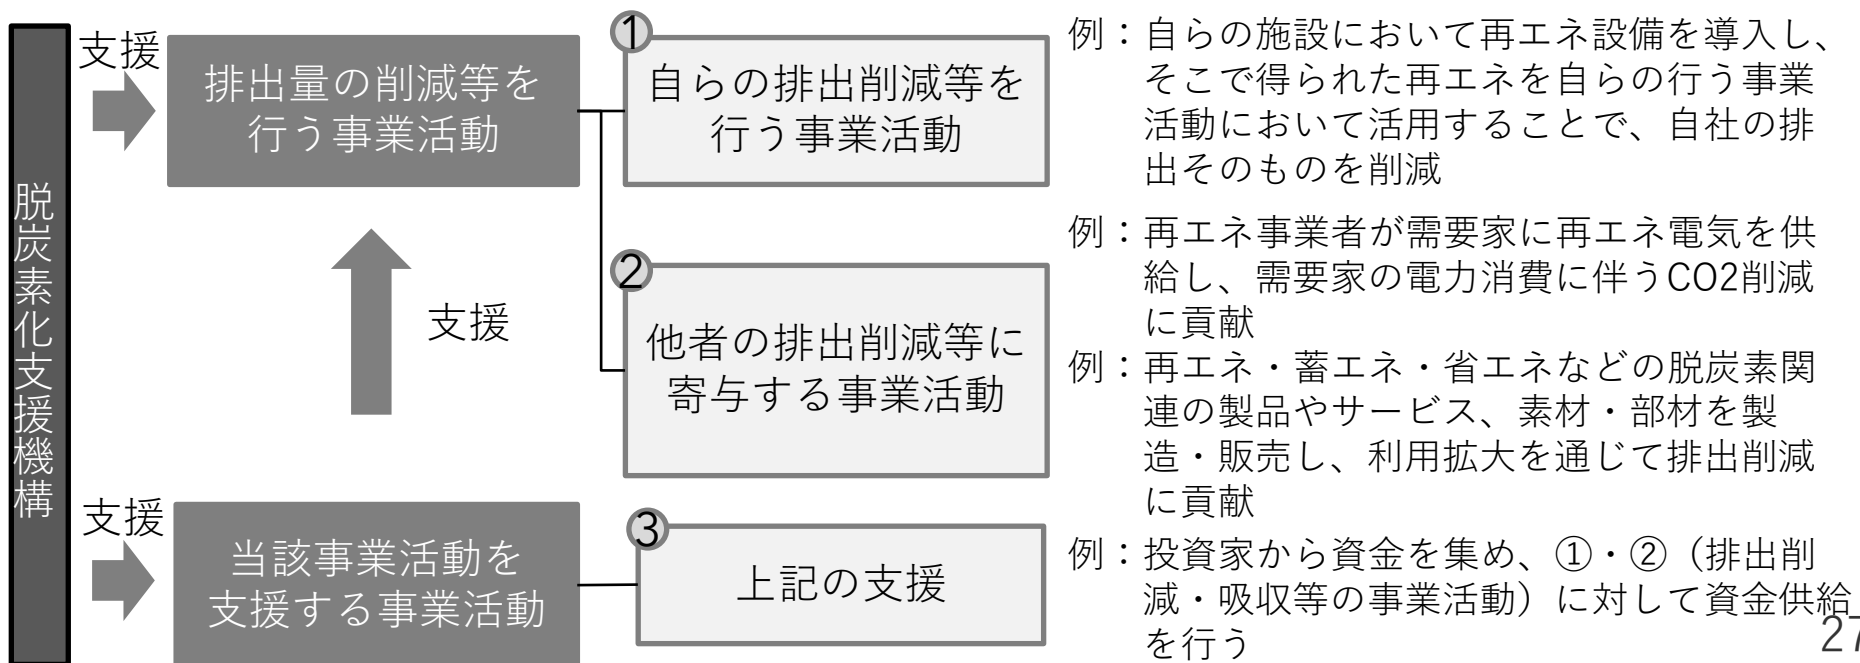 脱炭素化支援機構
支援
排出量の削減等を
行う事業活動
①
自らの排出削減等を
行う事業活動
例：自らの施設において再エネ設備を導入し、
そこで得られた再エネを自らの行う事業
活動において活用することで、自社の排
出そのものを削減
支援
②
他者の排出削減等に
寄与する事業活動
例：再エネ事業者が需要家に再エネ電気を供
給し、需要家の電力消費に伴うCO2削減
に貢献
例：再エネ・蓄エネ・省エネなどの脱炭素関
連の製品やサービス、素材・部材を製
造・販売し、利用拡大を通じて排出削減
に貢献
支援
当該事業活動を
支援する事業活動
③
上記の支援
例：投資家から資金を集め、①・②（排出削
減・吸収等の事業活動）に対して資金供給
を行う
27